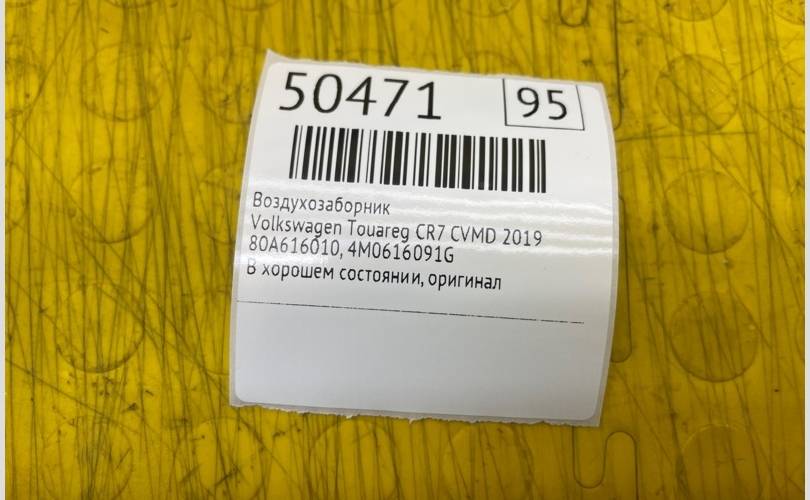 50471 95
Воздухозаборник
Volkswagen Touareg CR7 CVMD 2019
80A616010, 4M0616091G
В хорошем состоянии, оригинал